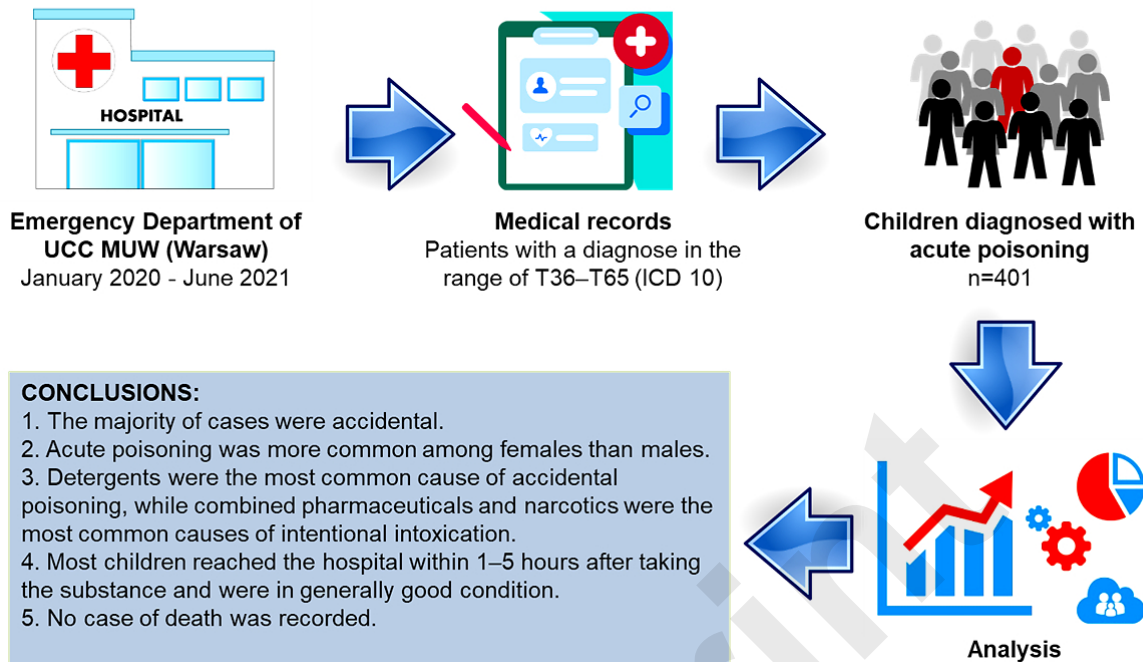 HOSPITAL
Emergency Department of
UCC MUW (Warsaw)
January 2020 - June 2021
Medical records
Patients with a diagnose in the
range of T36–T65 (ICD 10)
Children diagnosed with
acute poisoning
n=401
CONCLUSIONS:
1. The majority of cases were accidental.
2. Acute poisoning was more common among females than males.
3. Detergents were the most common cause of accidental
poisoning, while combined pharmaceuticals and narcotics were the
most common causes of intentional intoxication.
4. Most children reached the hospital within 1–5 hours after taking
the substance and were in generally good condition.
5. No case of death was recorded.
Analysis